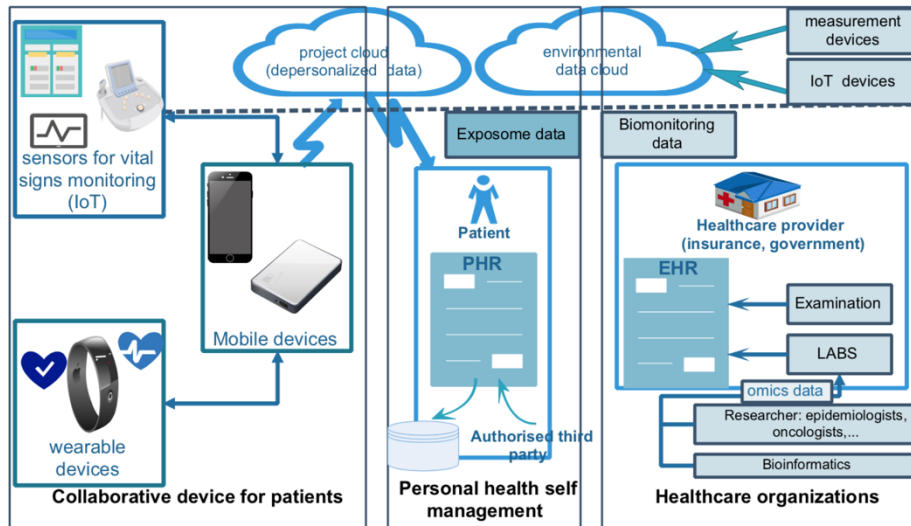 project cloud
(depersonalized data)
environmental
data cloud
measurement
devices
IoT devices
sensors for vital
signs monitoring
(IoT)
Exposome data
Biomonitoring
data
Mobile devices
wearable
devices
Collaborative device for patients
Patient
PHR
Authorised third
party
Personal health self
management
Healthcare provider
(insurance, government)
EHR
Examination
LABS
omics data
Researcher: epidemiologists,
oncologists,...
Bioinformatics
Healthcare organizations